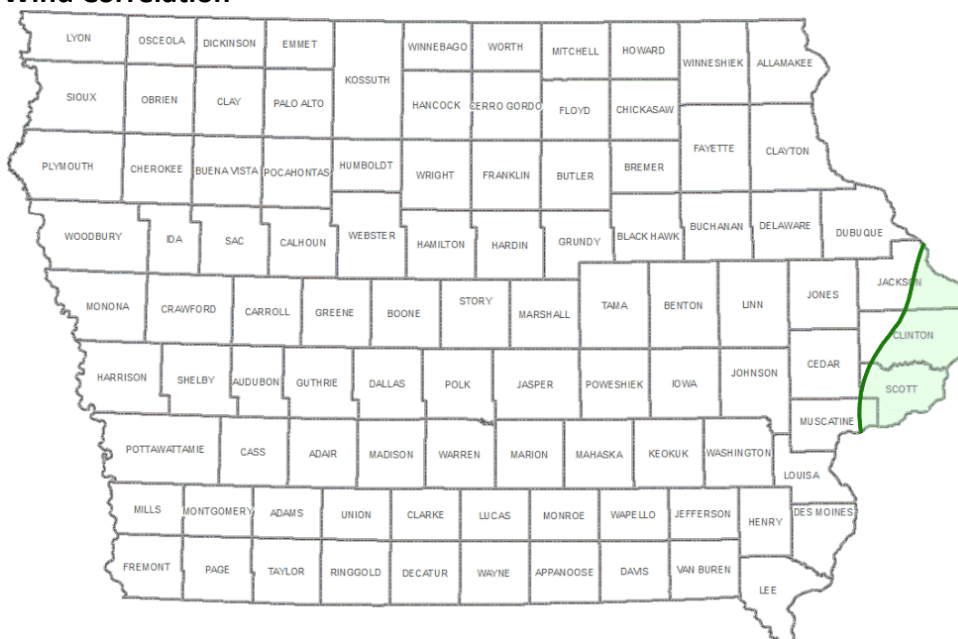 Wind Correlation
LYON OSCEOLA DICKINSON EMMET WINNEBAGO WORTH MITCHELL HOWARD
WINNESHIEK ALLAMAKEE
KOSSUTH
SIOUX OBRIEN CLAY PALO ALTO HANCOCK CERRO GORDO FLOYD CHICKASAW
FAYETTE CLAYTON
PLYMOUTH CHEROKEE BUENA VISTA POCAHONTAS HUMBOLDT WRIGHT FRANKLIN BUTLER BREMER
WOODBURY IDA SAC CALHOUN WEBSTER HAMILTON HARDIN GRUNDY BLACK HAWK BUCHANAN DELAWARE DUBUQUE
MONONA CRAWFORD CARROLL GREENE BOONE STORY MARSHALL TAMA BENTON LINN JONES JACKSON
CLINTON
HARRISON SHELBY AUDUBON GUTHRIE DALLAS POLK JASPER POWESHIEK IOWA JOHNSON CEDAR
SCOTT
MUSCATINE
POTTAWATTAMIE CASS ADAIR MADISON WARREN MARION MAHASKA KEOKUK WASHINGTON
LOUISA
MILLS MONTGOMERY ADAMS UNION CLARKE LUCAS MONROE WAPELLO JEFFERSON HENRY DES MOINES
FREMONT PAGE TAYLOR RINGGOLD DECATUR WAYNE APPANOOSE DAVIS VAN BUREN
LEE